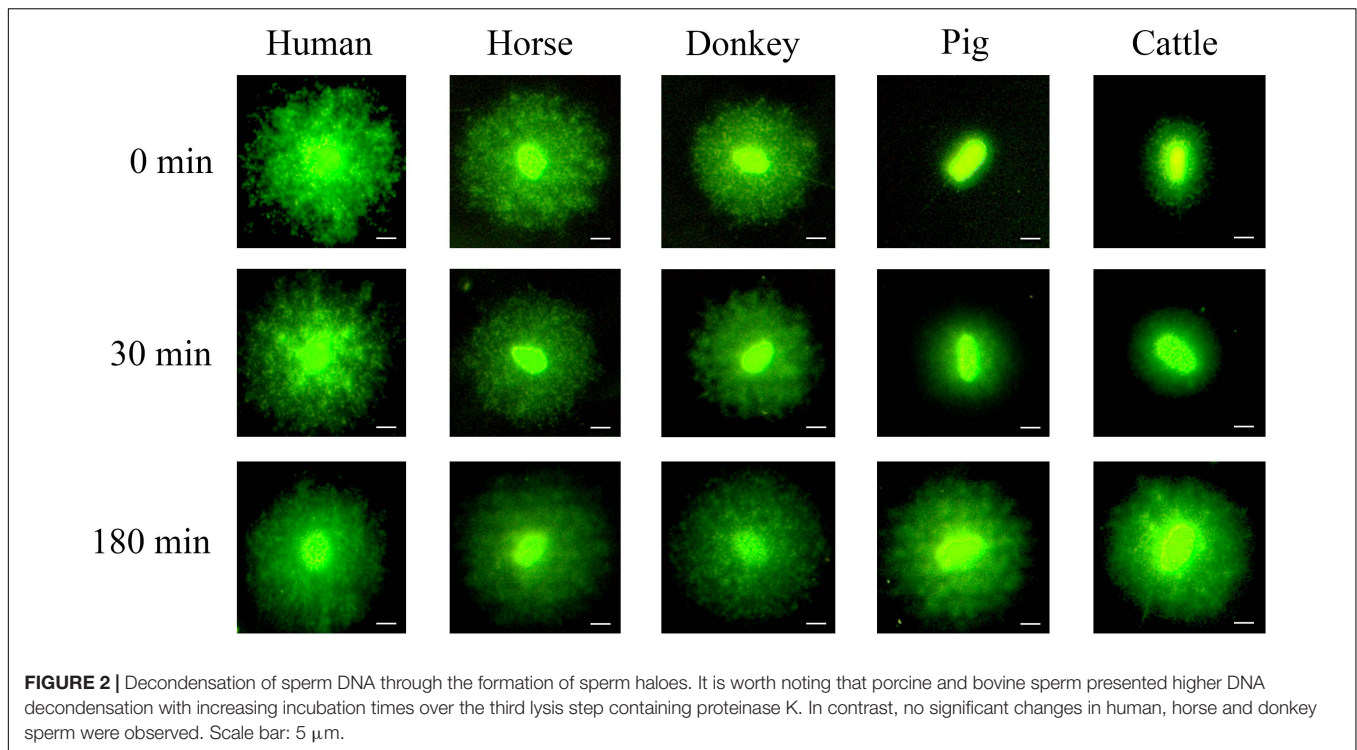 Human Horse Donkey Pig Cattle
0 min
30 min
180 min
FIGURE 2 | Decondensation of sperm DNA through the formation of sperm haloes. It is worth noting that porcine and bovine sperm presented higher DNA
decondensation with increasing incubation times over the third lysis step containing proteinase K. In contrast, no significant changes in human, horse and donkey
sperm were observed. Scale bar: 5 μm.